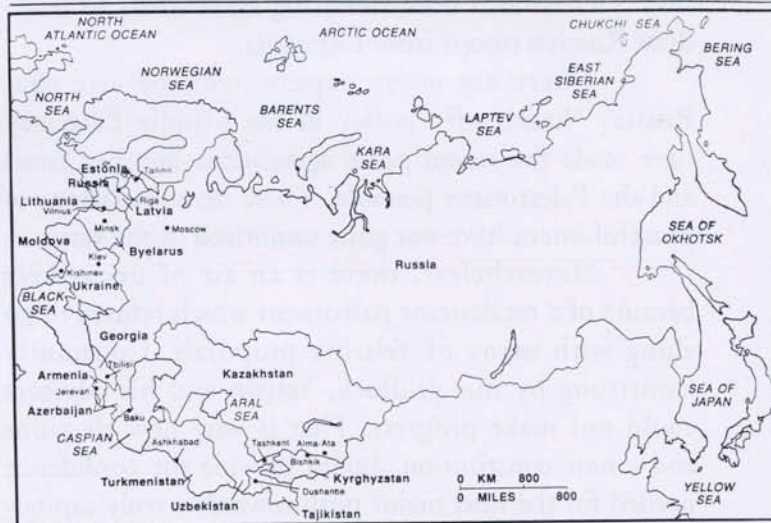 NORTH
ATLANTIC OCEAN
ARCTIC OCEAN
CHUKCHI SEA
BERING
SEA
NORWEGIAN
SEA
EAST
SIBERIAN
SEA
NORTH
SEA
BARENTS
SEA
LAPTEV
SEA
KARA
SEA
Estonia
Tallinn
Russia
Riga
Lithuania
Vilnius
Latvia
Minsk
Moscow
Moldova
Byelarus
Kiev
Kishinev
Ukraine
Russia
SEA OF
OKHOTSK
BLACK
SEA
Georgia
Tbilisi
Kazakhstan
Armenia
Jerevan
ARAL
SEA
Azerbaijan
Baku
SEA OF
JAPAN
CASPIAN
SEA
Ashkhabad
Tashkent
Alma-Ata
Bishkik
Kyrghyzstan
0 KM 800
0 MILES 800
Turkmenistan
Dushanbe
YELLOW
SEA
Uzbekistan
Tajikistan